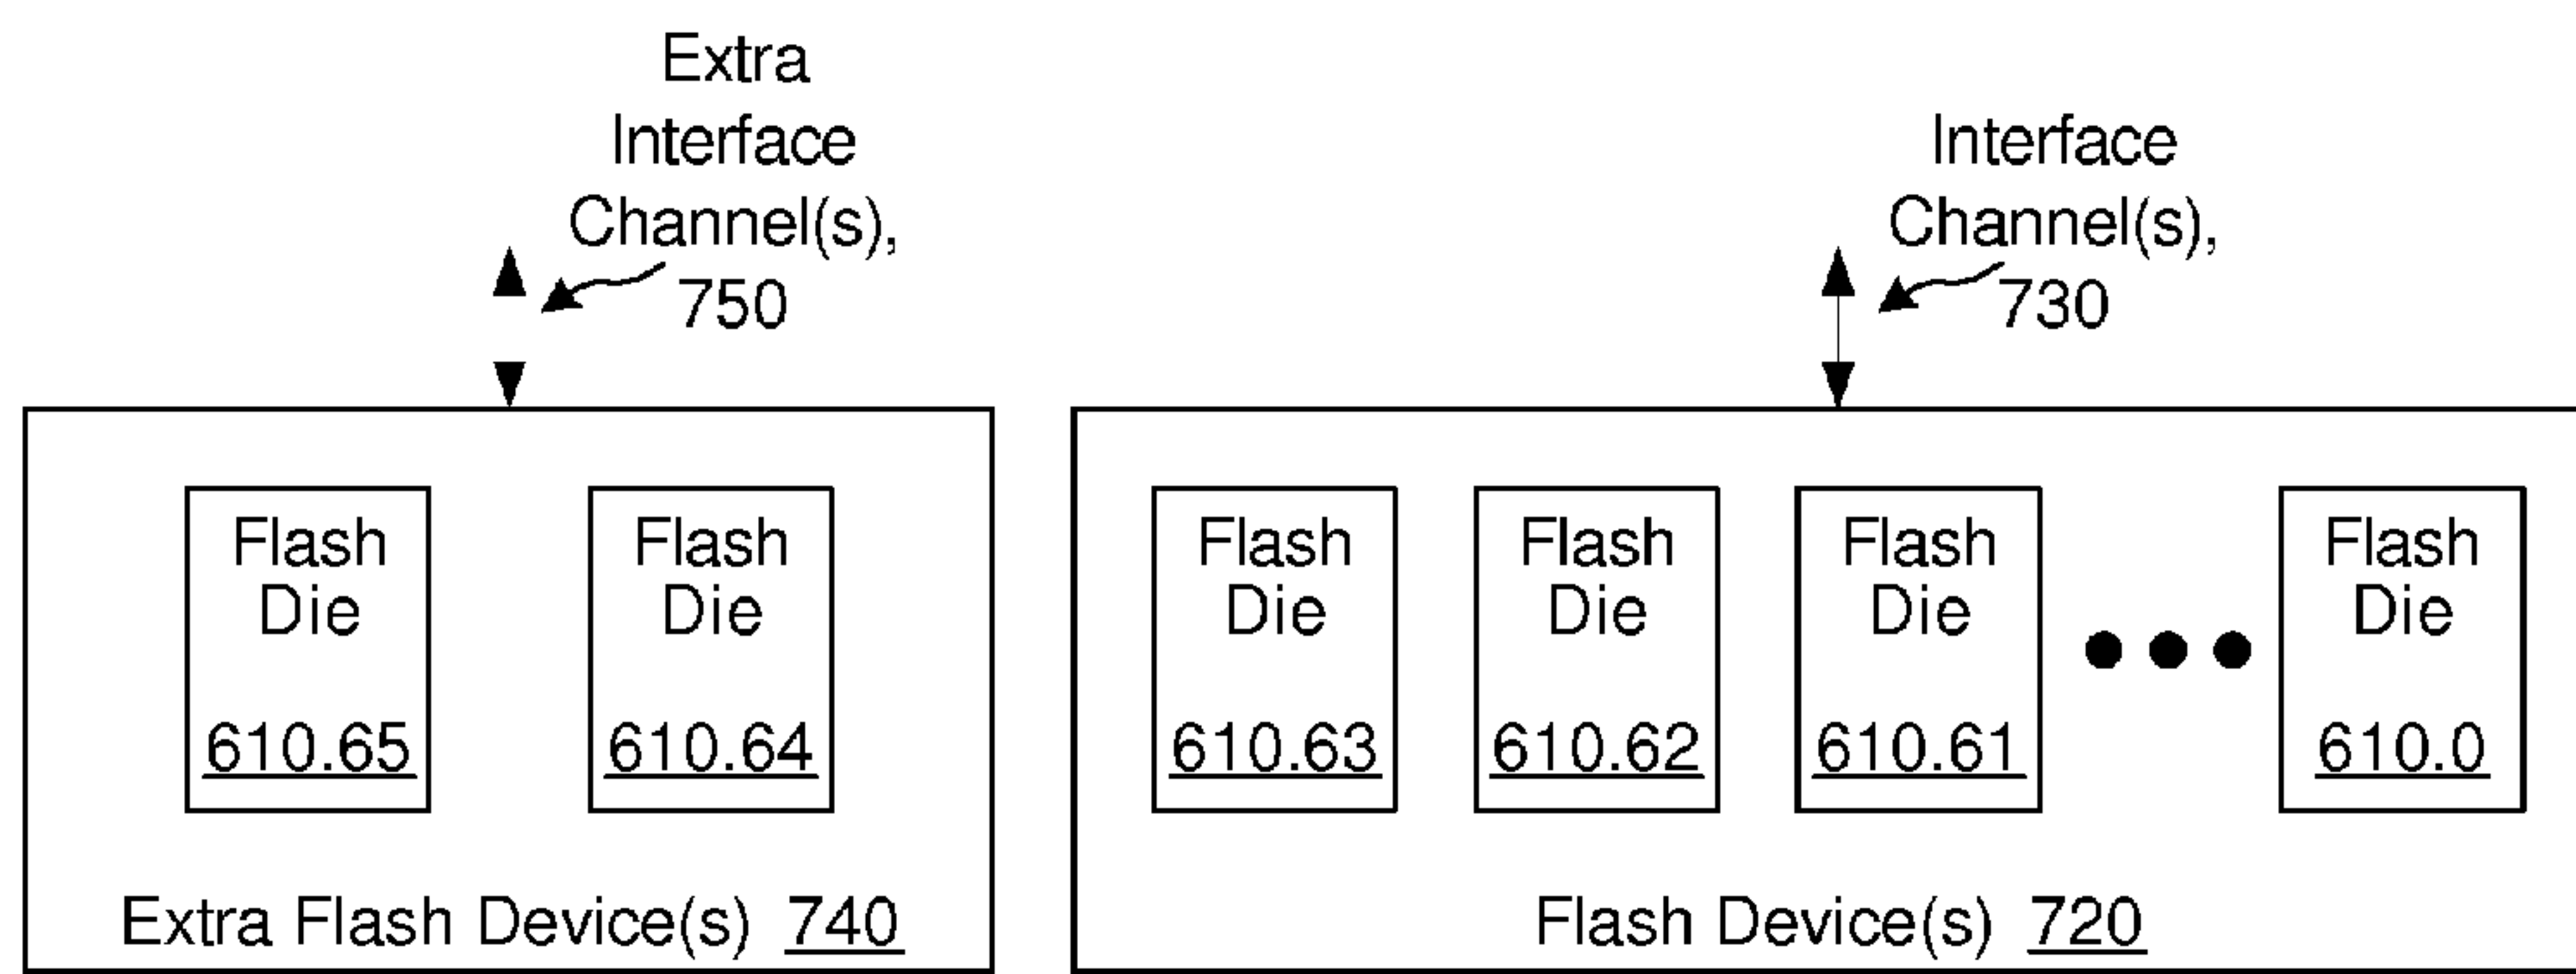 Extra
Interface
Channel(s),
750
Interface
Channel(s),
730
Flash
Die
610.65
Flash
Die
610.64
Extra Flash Device(s) 740
Flash
Die
610.63
Flash
Die
610.62
Flash
Die
610.61
Flash
Die
610.0
Flash Device(s) 720